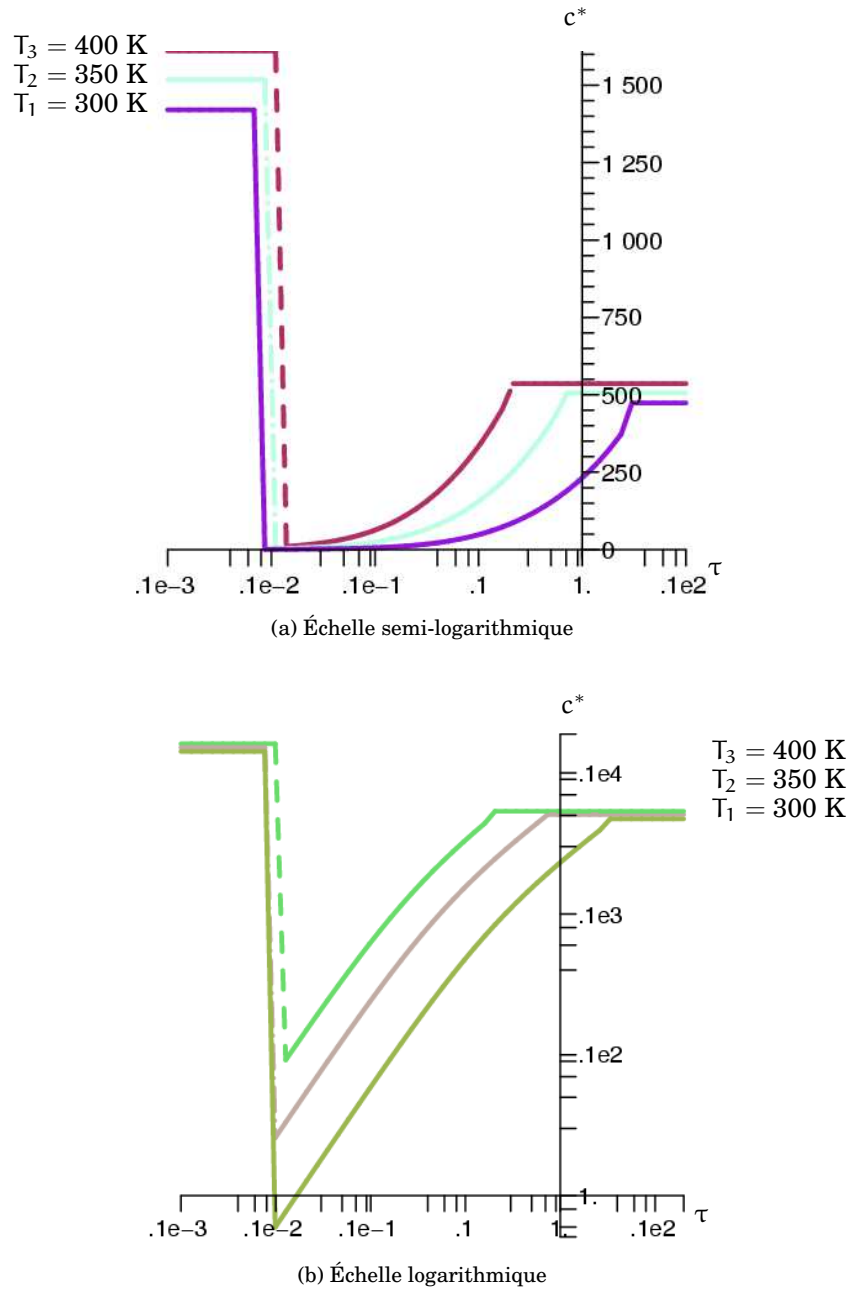 c*
T₃ = 400 K
T₂ = 350 K
T₁ = 300 K
1 500
1 250
1 000
750
500
250
0
.1e−3 .1e−2 .1e−1 .1 1. .1e2 τ
(a) Échelle semi-logarithmique
c*
T₃ = 400 K
T₂ = 350 K
T₁ = 300 K
.1e4
.1e3
.1e2
1.
.1e−3 .1e−2 .1e−1 .1 1. .1e2 τ
(b) Échelle logarithmique